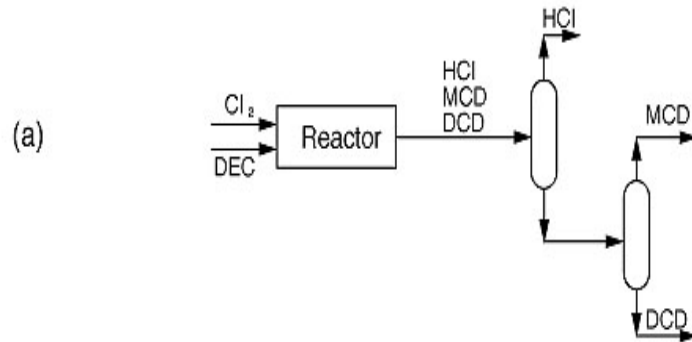 HCl
HCl
MCD
DCD
MCD
Cl₂
(a)
Reactor
DEC
DCD